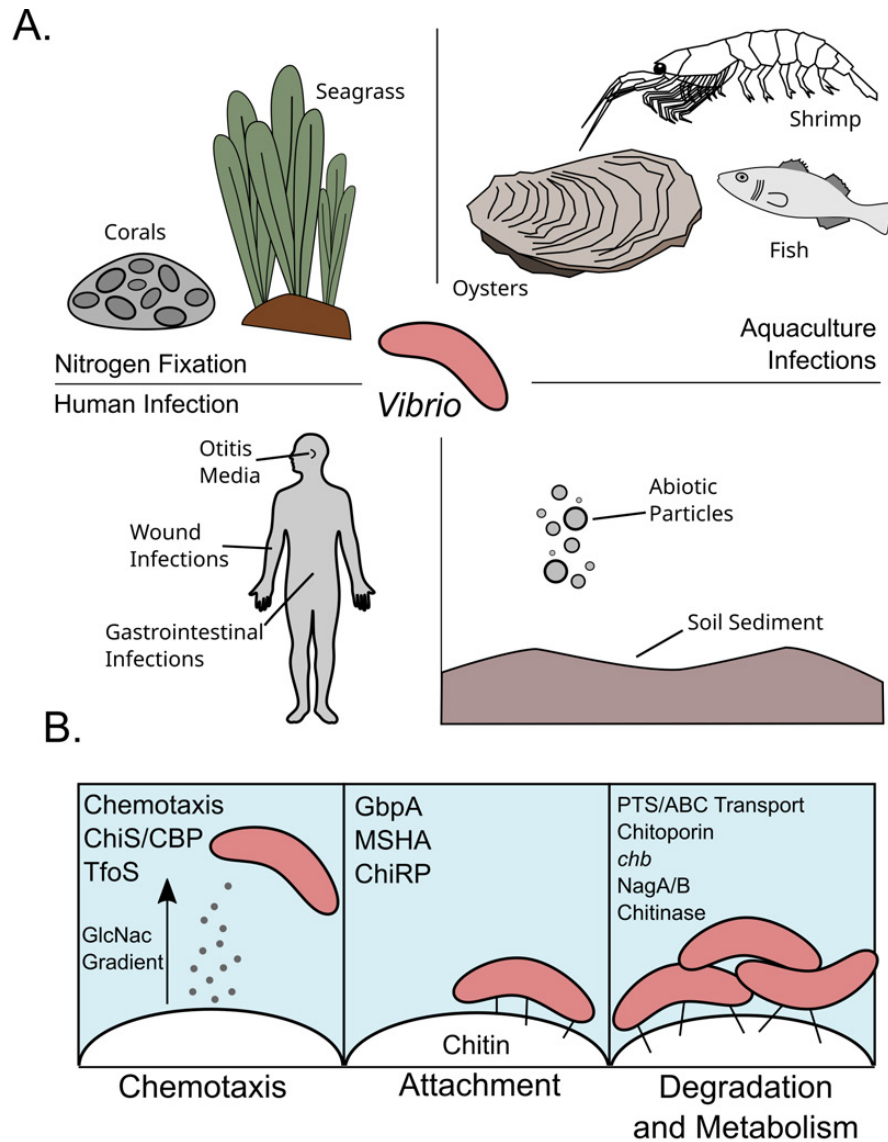 A.
Seagrass
Corals
Nitrogen Fixation
Shrimp
Fish
Oysters
Aquaculture
Infections
Vibrio
Human Infection
Otitis
Media
Wound
Infections
Gastrointestinal
Infections
Abiotic
Particles
Soil Sediment
B.
Chemotaxis
ChiS/CBP
TfoS
GlcNac
Gradient
Chemotaxis
GbpA
MSHA
ChiRP
Chitin
Attachment
PTS/ABC Transport
Chitoporin
chb
NagA/B
Chitinase
Degradation
and Metabolism